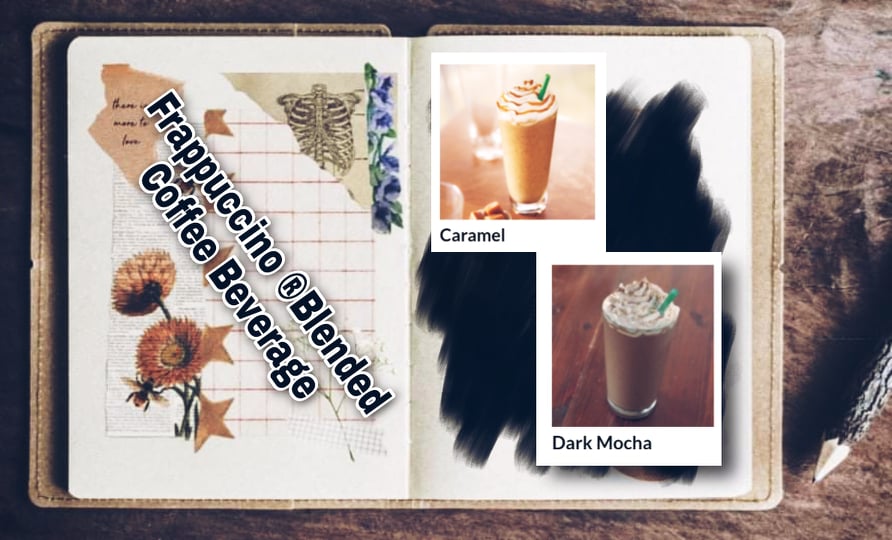 there is
more to
love
Frappuccino ®Blended
Coffee Beverage
Caramel
Dark Mocha